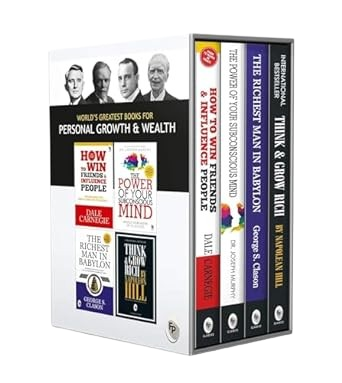 WORLD'S GREATEST BOOKS FOR
PERSONAL GROWTH & WEALTH
HOW TO
WIN
FRIENDS
& INFLUENCE
PEOPLE
DALE
CARNEGIE
THE
POWER
OF YOUR
SUBCONSCIOUS
MIND
THE
RICHEST
MAN IN
BABYLON
GEORGE S. CLASON
THINK
& GROW
RICH
BY NAPOLEON
HILL
FP
HOW TO WIN FRIENDS
& INFLUENCE PEOPLE
DALE CARNEGIE
THE POWER OF YOUR SUBCONSCIOUS MIND
DR. JOSEPH MURPHY
THE RICHEST MAN IN BABYLON
George S. Clason
INTERNATIONAL
BESTSELLER
THINK & GROW RICH
BY NAPOLEON HILL